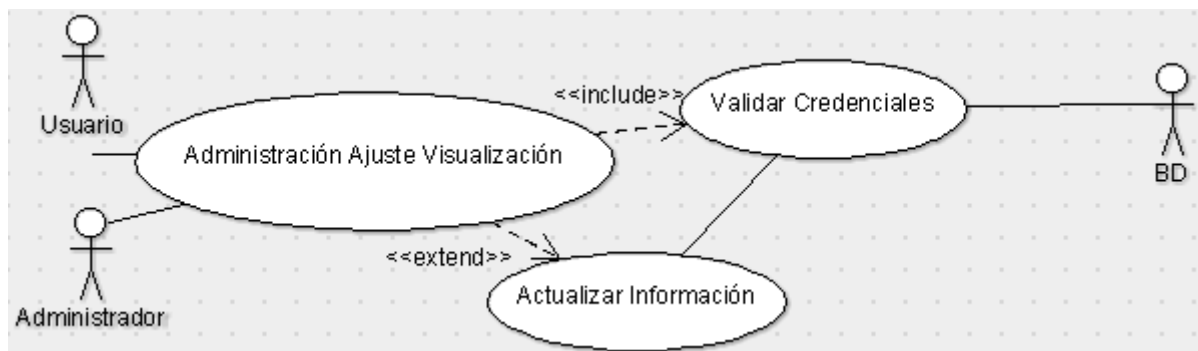 Usuario
Administración Ajuste Visualización
<<include>>
Validar Credenciales
BD
Administrador
<<extend>>
Actualizar Información